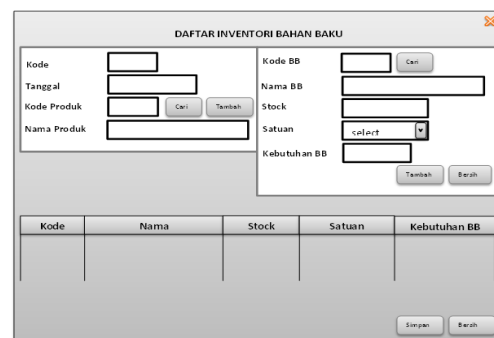 DAFTAR INVENTORI BAHAN BAKU
Kode
Tanggal
Kode Produk Cari Tambah
Nama Produk
Kode BB Cari
Nama BB
Stock
Satuan select
Kebutuhan BB
Tambah Bersih
Kode Nama Stock Satuan Kebutuhan BB
Simpan Bersih